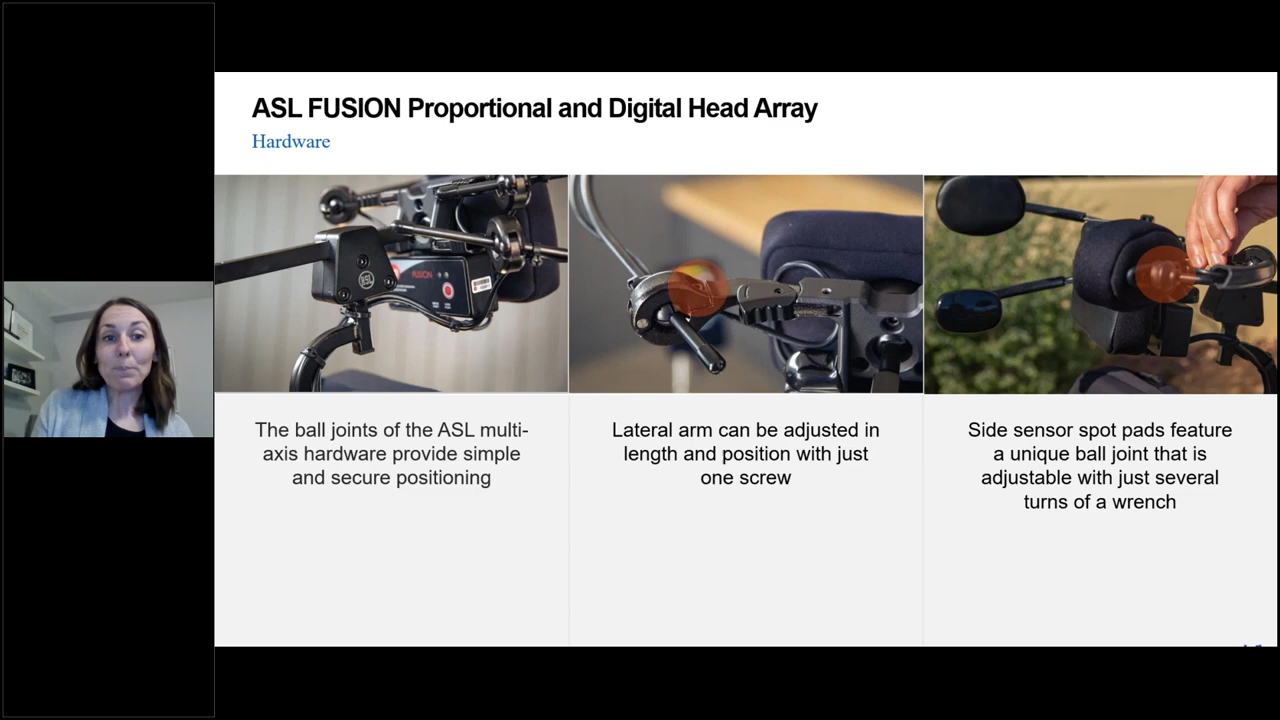 ASL FUSION Proportional and Digital Head Array
Hardware
FUSION
ASL
The ball joints of the ASL multi-
axis hardware provide simple
and secure positioning
Lateral arm can be adjusted in
length and position with just
one screw
Side sensor spot pads feature
a unique ball joint that is
adjustable with just several
turns of a wrench